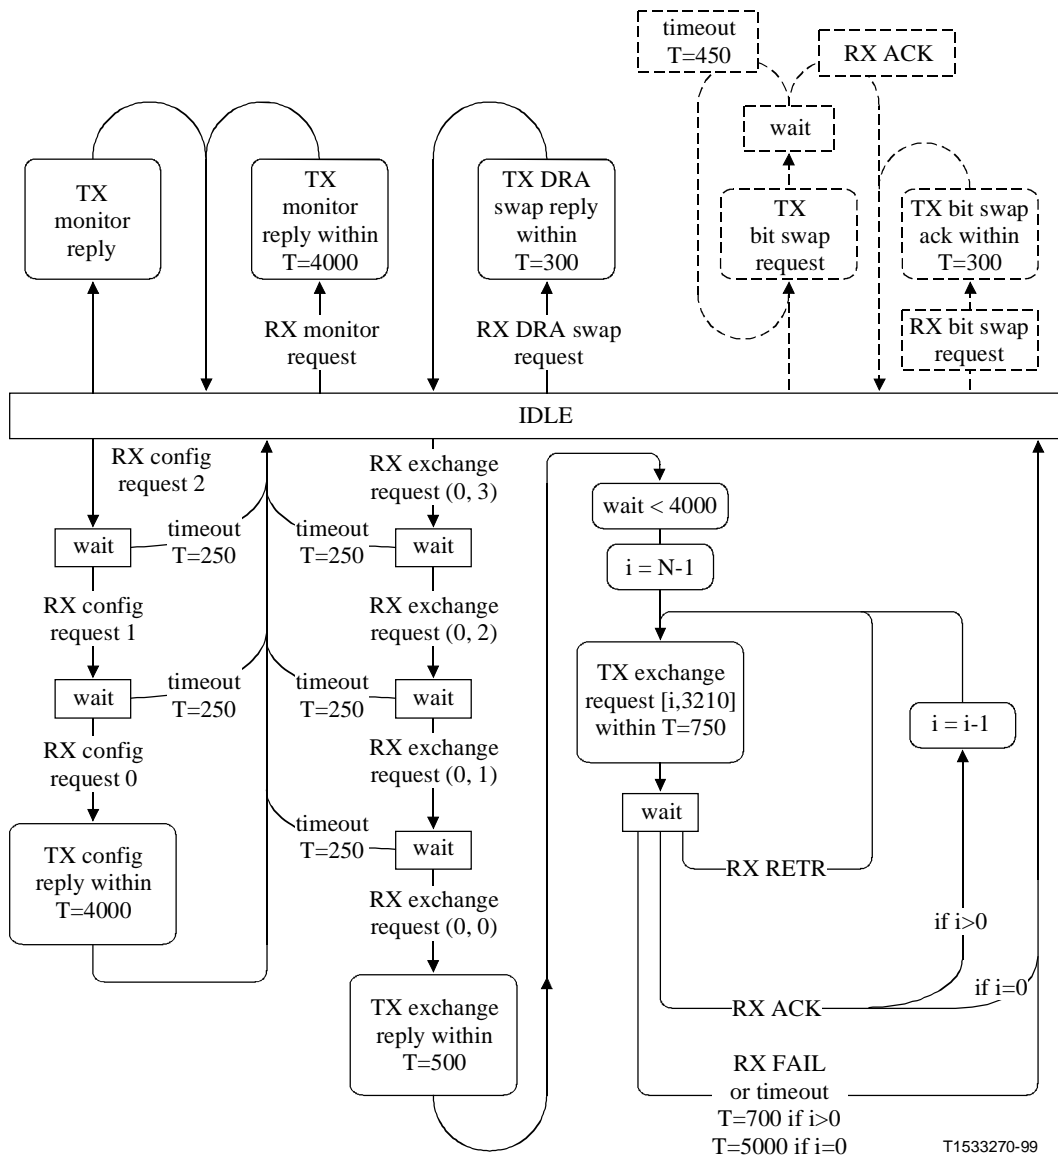 timeout
T=450
RX ACK
wait
TX
monitor
reply
TX
monitor
reply within
T=4000
TX DRA
swap reply
within
T=300
TX
bit swap
request
TX bit swap
ack within
T=300
RX monitor
request
RX DRA swap
request
RX bit swap
request
IDLE
RX config
request 2
wait
timeout
T=250
RX config
request 1
wait
timeout
T=250
RX config
request 0
TX config
reply within
T=4000
RX exchange
request (0, 3)
timeout
T=250
wait
RX exchange
request (0, 2)
timeout
T=250
wait
RX exchange
request (0, 1)
timeout
T=250
wait
RX exchange
request (0, 0)
TX exchange
reply within
T=500
wait < 4000
i = N-1
TX exchange
request [i,3210]
within T=750
i = i-1
wait
RX RETR
if i>0
if i=0
RX ACK
RX FAIL
or timeout
T=700 if i>0
T=5000 if i=0
T1533270-99